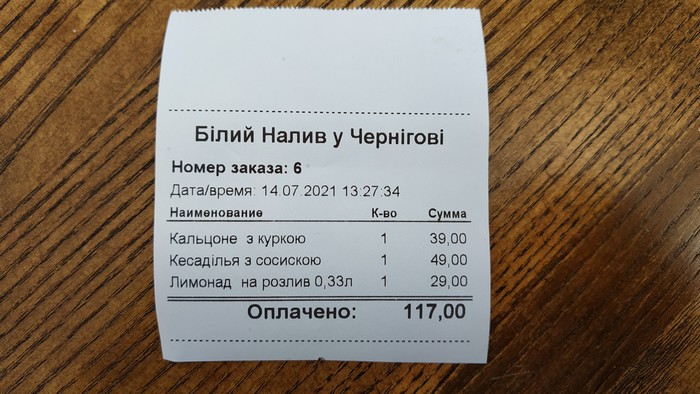 Білий Налив у Чернігові
Номер заказа: 6
Дата/время: 14.07.2021 13:27:34
Наименование К-во Сумма
Кальцоне з куркою 1 39,00
Кесаділья з сосискою 1 49,00
Лимонад на розлив 0,33л 1 29,00
Оплачено: 117,00